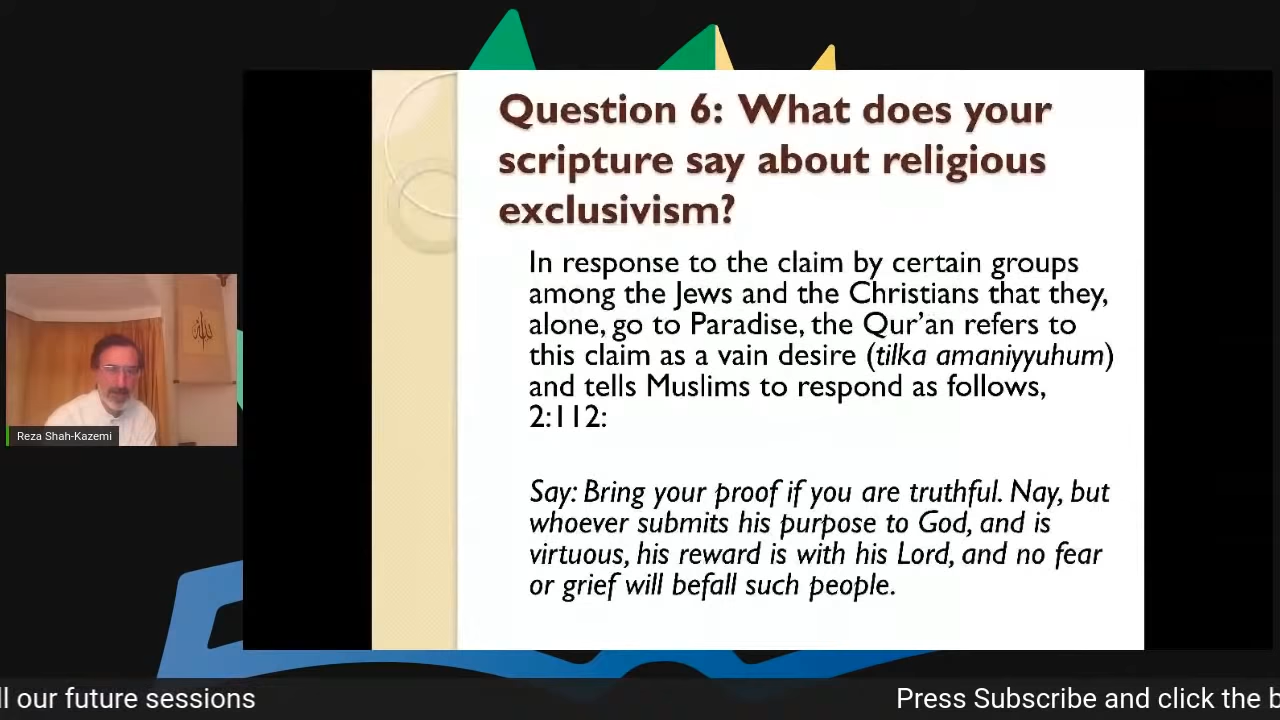 Question 6: What does your
scripture say about religious
exclusivism?
In response to the claim by certain groups
among the Jews and the Christians that they,
alone, go to Paradise, the Qur’an refers to
this claim as a vain desire (tilka amaniyyuhum)
and tells Muslims to respond as follows,
2:112:
Say: Bring your proof if you are truthful. Nay, but
whoever submits his purpose to God, and is
virtuous, his reward is with his Lord, and no fear
or grief will befall such people.
الله
Reza Shah-Kazemi
ll our future sessions
Press Subscribe and click the b